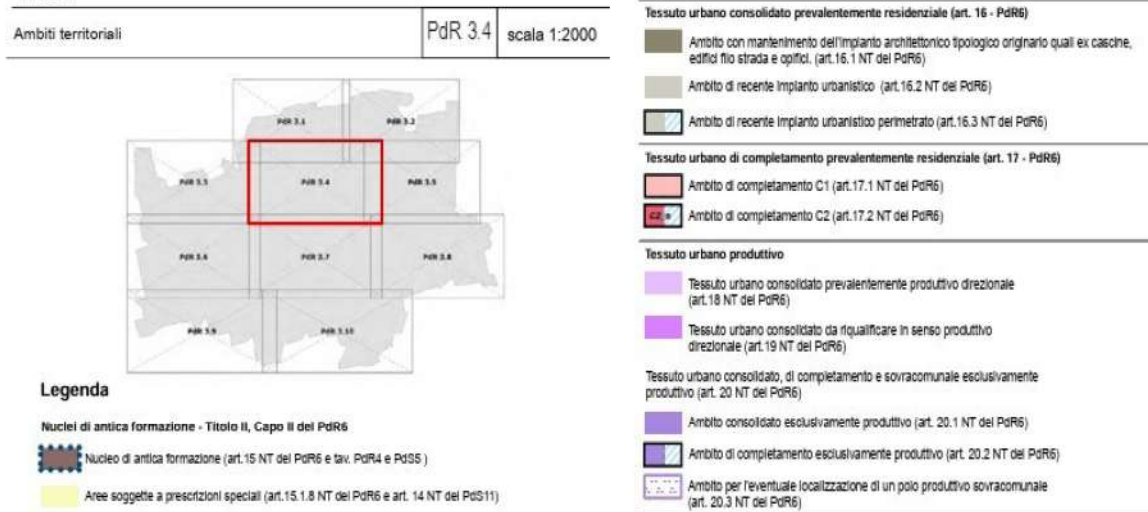 Ambiti territoriali
PdR 3.4
scala 1:2000
PdR 3.1
PdR 3.2
PdR 3.3
PdR 3.4
PdR 3.5
PdR 3.6
PdR 3.7
PdR 3.8
PdR 3.9
PdR 3.10
Legenda
Nuclei di antica formazione - Titolo II, Capo II del PdR6
Nucleo di antica formazione (art.15 NT del PdR6 e tav. PdR4 e PdS5 )
Aree soggette a prescrizioni speciali (art.15.1.8 NT del PdR6 e art. 14 NT del PdS11)
Tessuto urbano consolidato prevalentemente residenziale (art. 16 - PdR6)
Ambito con mantenimento dell'impianto architettonico tipologico originario quali ex cascine,
edifici filo strada e opifici. (art.16.1 NT del PdR6)
Ambito di recente impianto urbanistico (art.16.2 NT del PdR6)
Ambito di recente impianto urbanistico perimetrato (art.16.3 NT del PdR6)
Tessuto urbano di completamento prevalentemente residenziale (art. 17 - PdR6)
Ambito di completamento C1 (art.17.1 NT del PdR6)
C2
Ambito di completamento C2 (art.17.2 NT del PdR6)
Tessuto urbano produttivo
Tessuto urbano consolidato prevalentemente produttivo direzionale
(art.18 NT del PdR6)
Tessuto urbano consolidato da riqualificare in senso produttivo
direzionale (art.19 NT del PdR6)
Tessuto urbano consolidato, di completamento e sovracomunale esclusivamente
produttivo (art. 20 NT del PdR6)
Ambito consolidato esclusivamente produttivo (art. 20.1 NT del PdR6)
Ambito di completamento esclusivamente produttivo (art. 20.2 NT del PdR6)
Ambito per l'eventuale localizzazione di un polo produttivo sovracomunale
(art. 20.3 NT del PdR6)